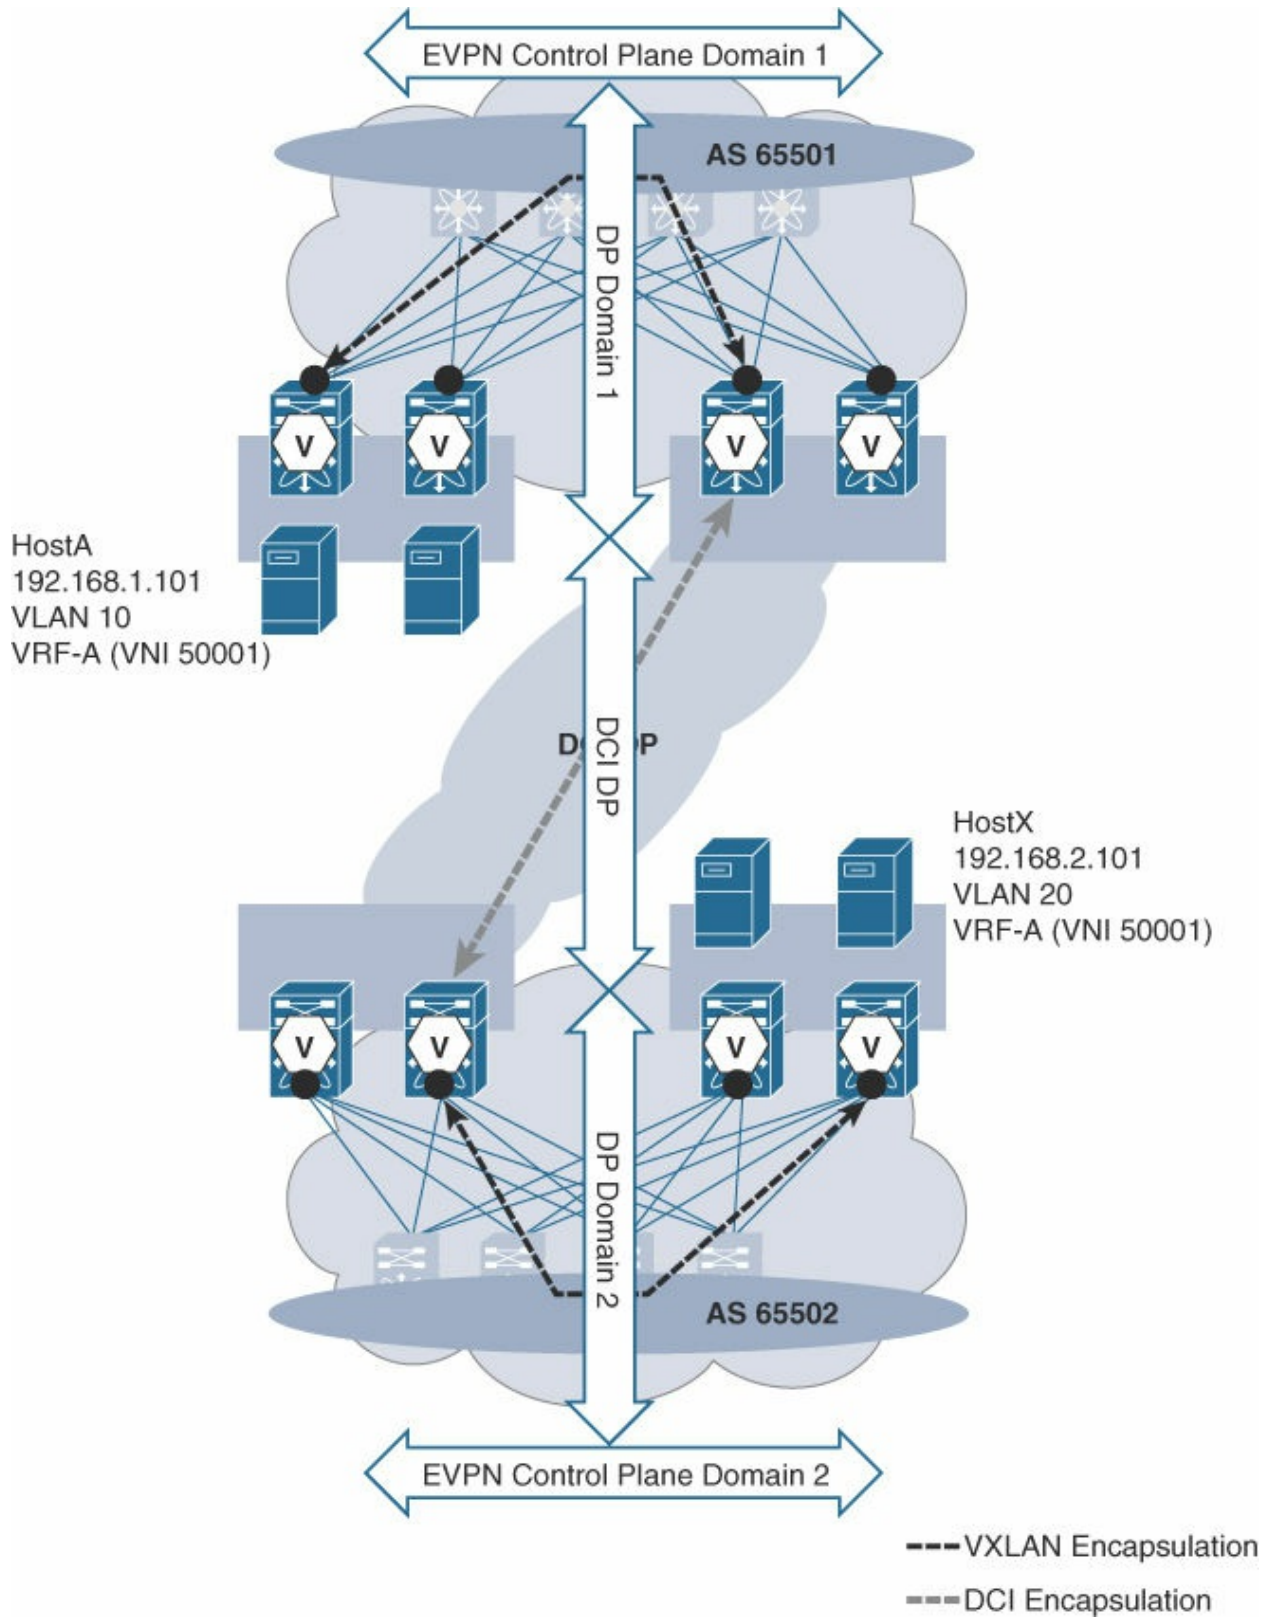 EVPN Control Plane Domain 1
AS 65501
DP Domain 1
V
V
V
V
HostA
192.168.1.101
VLAN 10
VRF-A (VNI 50001)
DCI DP
HostX
192.168.2.101
VLAN 20
VRF-A (VNI 50001)
V
V
V
V
DP Domain 2
AS 65502
EVPN Control Plane Domain 2
VXLAN Encapsulation
DCI Encapsulation